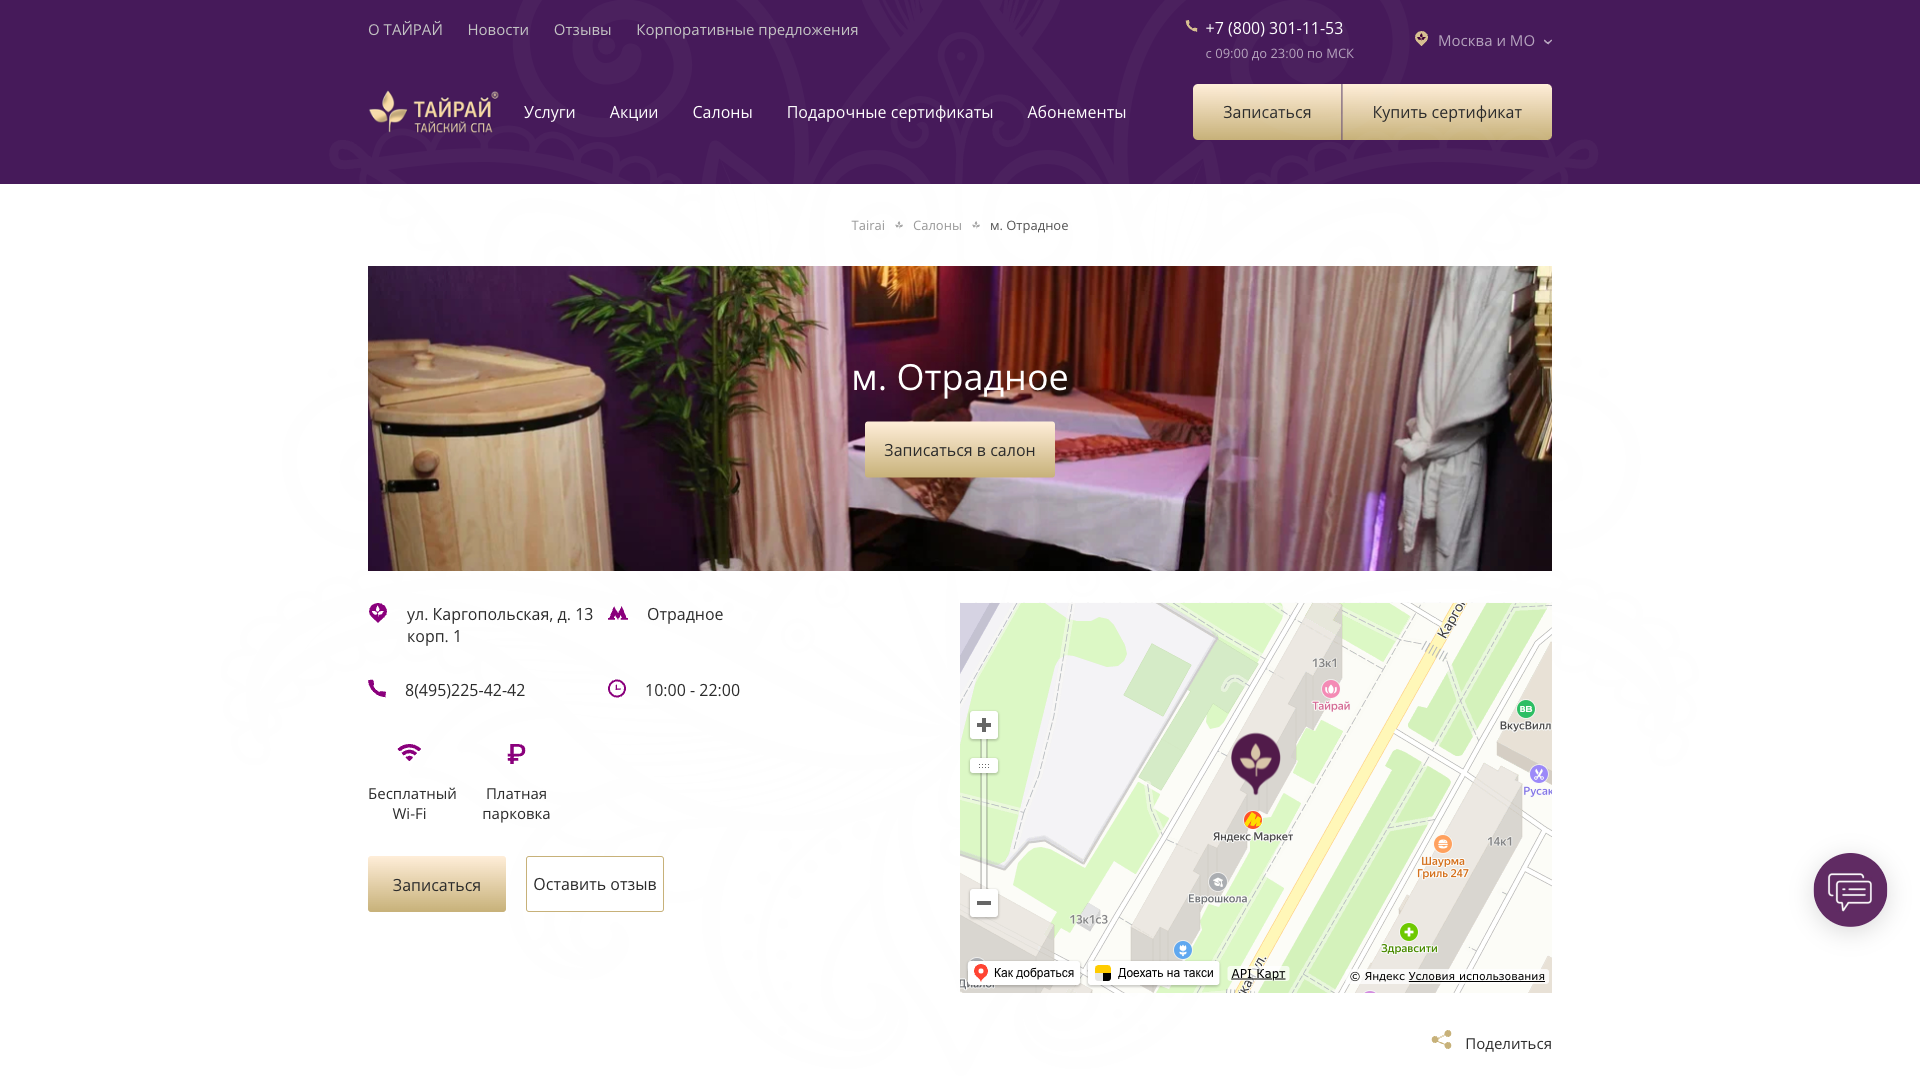 О ТАЙРАЙ Новости Отзывы Корпоративные предложения
+7 (800) 301-11-53
с 09:00 до 23:00 по МСК
Москва и МО
ТАЙРАЙ®
ТАЙСКИЙ СПА
Услуги Акции Салоны Подарочные сертификаты Абонементы
Записаться Купить сертификат
Tairai Салоны м. Отрадное
м. Отрадное
Записаться в салон
ул. Каргопольская, д. 13
корп. 1
Отрадное
8(495)225-42-42
10:00 - 22:00
Бесплатный
Wi-Fi
Платная
парковка
Записаться
Оставить отзыв
Карго
13к1
Тайрай
ВкусВилл
Русак
Яндекс Маркет
14к1
Шаурма
Гриль 247
Еврошкола
13к1с3
Здравсити
Как добраться
Доехать на такси
API Карт
© Яндекс Условия использования
Поделиться